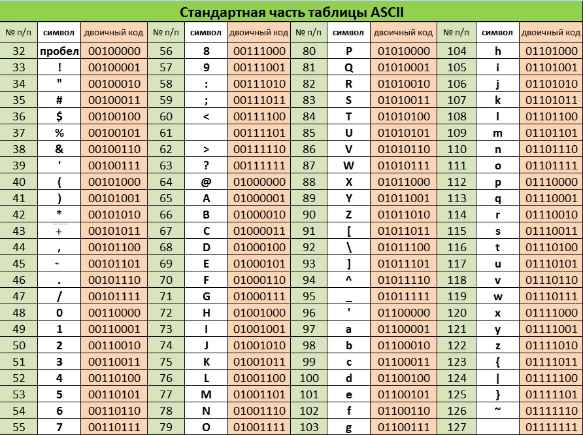 Стандартная часть таблицы ASCII
№ п/п символ двоичный код № п/п символ двоичный код № п/п символ двоичный код № п/п символ двоичный код
32 пробел 00100000 56 8 00111000 80 P 01010000 104 h 01101000
33 ! 00100001 57 9 00111001 81 Q 01010001 105 i 01101001
34 " 00100010 58 : 00111010 82 R 01010010 106 j 01101010
35 # 00100011 59 ; 00111011 83 S 01010011 107 k 01101011
36 $ 00100100 60 < 00111100 84 T 01010100 108 l 01101100
37 % 00100101 61 00111101 85 U 01010101 109 m 01101101
38 & 00100110 62 > 00111110 86 V 01010110 110 n 01101110
39 ' 00100111 63 ? 00111111 87 W 01010111 111 o 01101111
40 ( 00101000 64 @ 01000000 88 X 01011000 112 p 01110000
41 ) 00101001 65 A 01000001 89 Y 01011001 113 q 01110001
42 * 00101010 66 B 01000010 90 Z 01011010 114 r 01110010
43 + 00101011 67 C 01000011 91 [ 01011011 115 s 01110011
44 , 00101100 68 D 01000100 92 \ 01011100 116 t 01110100
45 - 00101101 69 E 01000101 93 ] 01011101 117 u 01110101
46 . 00101110 70 F 01000110 94 ^ 01011110 118 v 01110110
47 / 00101111 71 G 01000111 95 _ 01011111 119 w 01110111
48 0 00110000 72 H 01001000 96 ' 01100000 120 x 01111000
49 1 00110001 73 I 01001001 97 a 01100001 121 y 01111001
50 2 00110010 74 J 01001010 98 b 01100010 122 z 01111010
51 3 00110011 75 K 01001011 99 c 01100011 123 { 01111011
52 4 00110100 76 L 01001100 100 d 01100100 124 | 01111100
53 5 00110101 77 M 01001101 101 e 01100101 125 } 01111101
54 6 00110110 78 N 01001110 102 f 01100110 126 ~ 01111110
55 7 00110111 79 O 01001111 103 g 01100111 127 01111111